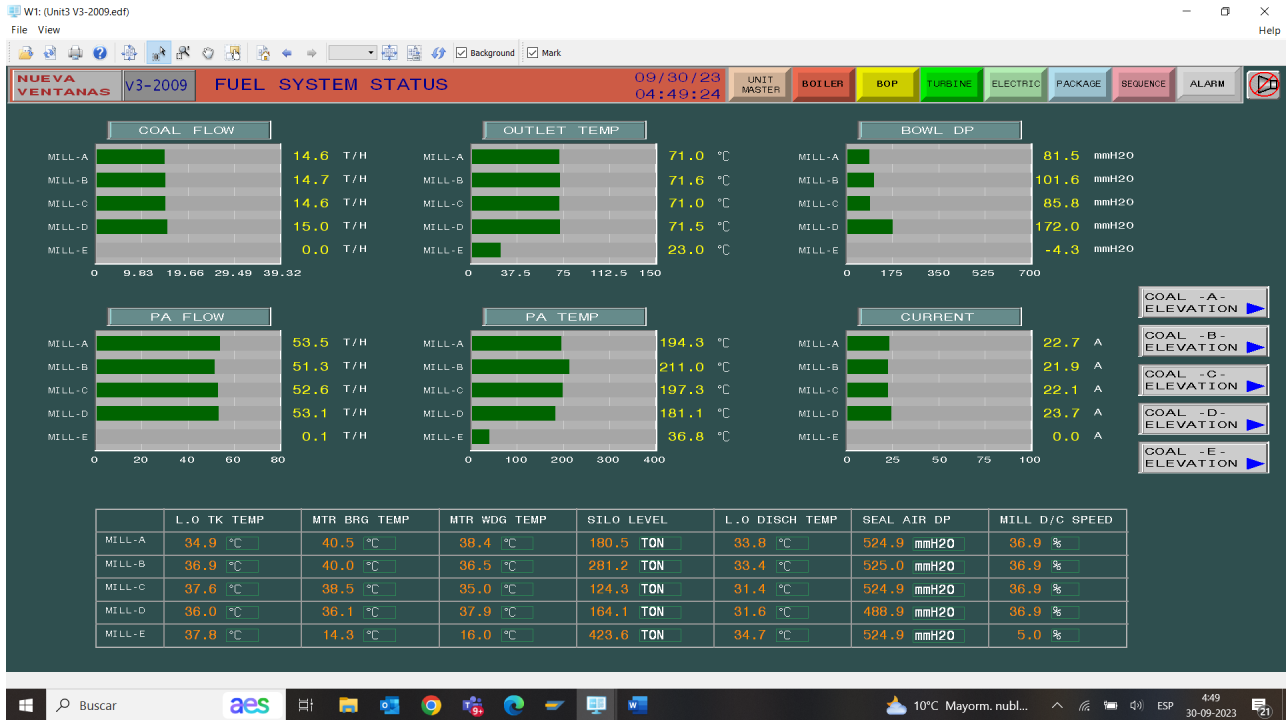 W1: (Unit3 V3-2009.edf)
File View Help
Background Mark
NUEVA VENTANAS
V3-2009
FUEL SYSTEM STATUS
09/30/23
04:49:24
UNIT MASTER
BOILER
BOP
TURBINE
ELECTRIC
PACKAGE
SEQUENCE
ALARM
COAL FLOW
MILL-A 14.6 T/H
MILL-B 14.7 T/H
MILL-C 14.6 T/H
MILL-D 15.0 T/H
MILL-E 0.0 T/H
0 9.83 19.66 29.49 39.32
OUTLET TEMP
MILL-A 71.0 °C
MILL-B 71.6 °C
MILL-C 71.0 °C
MILL-D 71.5 °C
MILL-E 23.0 °C
0 37.5 75 112.5 150
BOWL DP
MILL-A 81.5 mmH2O
MILL-B 101.6 mmH2O
MILL-C 85.8 mmH2O
MILL-D 172.0 mmH2O
MILL-E -4.3 mmH2O
0 175 350 525 700
PA FLOW
MILL-A 53.5 T/H
MILL-B 51.3 T/H
MILL-C 52.6 T/H
MILL-D 53.1 T/H
MILL-E 0.1 T/H
0 20 40 60 80
PA TEMP
MILL-A 194.3 °C
MILL-B 211.0 °C
MILL-C 197.3 °C
MILL-D 181.1 °C
MILL-E 36.8 °C
0 100 200 300 400
CURRENT
MILL-A 22.7 A
MILL-B 21.9 A
MILL-C 22.1 A
MILL-D 23.7 A
MILL-E 0.0 A
0 25 50 75 100
COAL -A-
ELEVATION
COAL -B-
ELEVATION
COAL -C-
ELEVATION
COAL -D-
ELEVATION
COAL -E-
ELEVATION
L.O TK TEMP MTR BRG TEMP MTR WDG TEMP SILO LEVEL L.O DISCH TEMP SEAL AIR DP MILL D/C SPEED
MILL-A 34.9 °C 40.5 °C 38.4 °C 180.5 TON 33.8 °C 524.9 mmH2O 36.9 %
MILL-B 36.9 °C 40.0 °C 36.5 °C 281.2 TON 33.4 °C 525.0 mmH2O 36.9 %
MILL-C 37.6 °C 38.5 °C 35.0 °C 124.3 TON 31.4 °C 524.9 mmH2O 36.9 %
MILL-D 36.0 °C 36.1 °C 37.9 °C 164.1 TON 31.6 °C 488.9 mmH2O 36.9 %
MILL-E 37.8 °C 14.3 °C 16.0 °C 423.6 TON 34.7 °C 524.9 mmH2O 5.0 %
Buscar
aes
10°C Mayorm. nubl...
ESP
4:49
30-09-2023
21